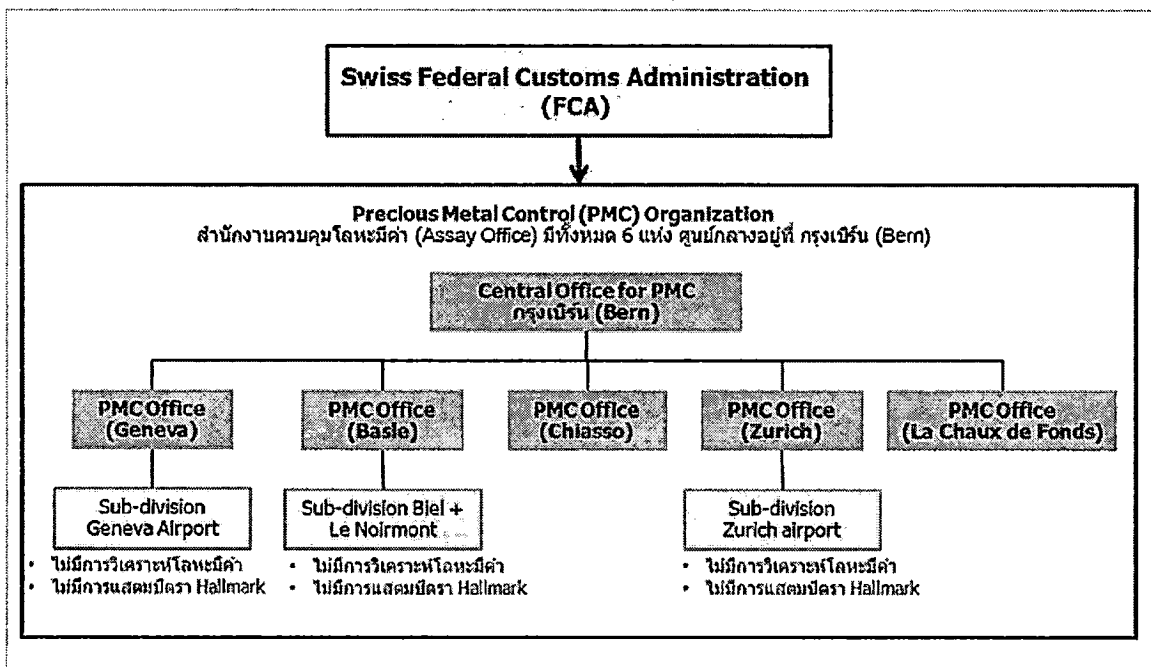 Swiss Federal Customs Administration
(FCA)
Precious Metal Control (PMC) Organization
สำนักงานควบคุมโลหะมีค่า (Assay Office) มีทั้งหมด 6 แห่ง ศูนย์กลางอยู่ที่ กรุงเบิร์น (Bern)
Central Office for PMC
กรุงเบิร์น (Bern)
PMC Office
(Geneva)
PMC Office
(Basle)
PMC Office
(Chiasso)
PMC Office
(Zurich)
PMC Office
(La Chaux de Fonds)
Sub-division
Geneva Airport
Sub-division Biel +
Le Noirmont
Sub-division
Zurich airport
• ไม่มีการวิเคราะห์โลหะมีค่า
• ไม่มีการแสตมป์ตรา Hallmark
• ไม่มีการวิเคราะห์โลหะมีค่า
• ไม่มีการแสตมป์ตรา Hallmark
• ไม่มีการวิเคราะห์โลหะมีค่า
• ไม่มีการแสตมป์ตรา Hallmark